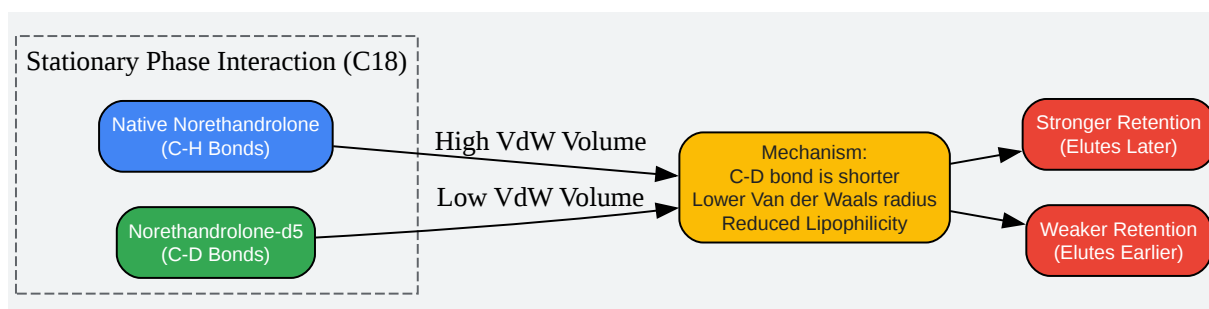 Stationary Phase Interaction (C18)
Native Norethandrolone
(C-H Bonds)
Norethandrolone-d5
(C-D Bonds)
High VdW Volume
Low VdW Volume
Mechanism:
C-D bond is shorter
Lower Van der Waals radius
Reduced Lipophilicity
Stronger Retention
(Elutes Later)
Weaker Retention
(Elutes Earlier)